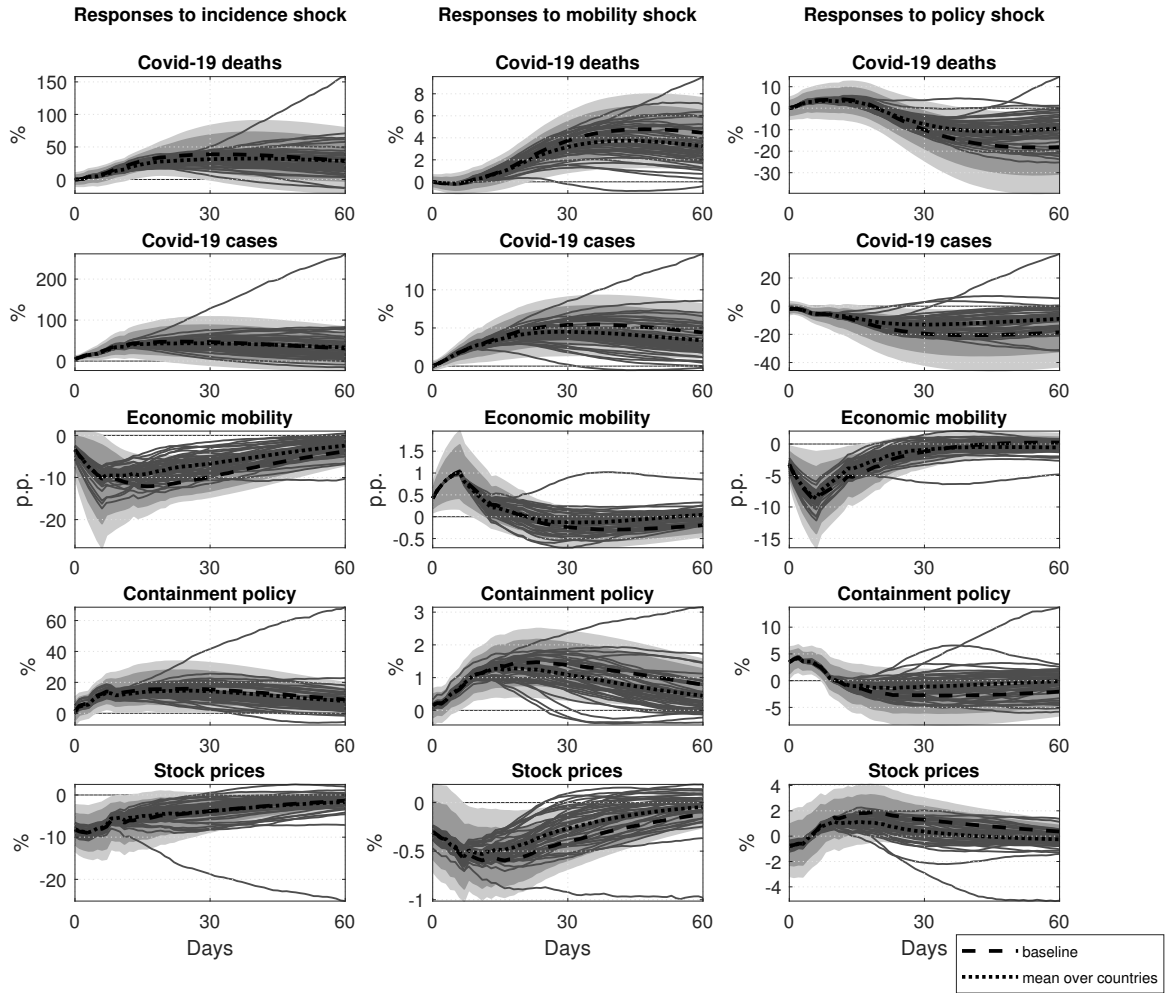 Responses to incidence shock Responses to mobility shock Responses to policy shock
Covid-19 deaths Covid-19 deaths Covid-19 deaths
150
100
50
0
%
0 30 60
8
6
4
2
0
%
0 30 60
10
0
-10
-20
-30
%
0 30 60
Covid-19 cases Covid-19 cases Covid-19 cases
200
100
0
%
0 30 60
15
10
5
0
%
0 30 60
20
0
-20
-40
%
0 30 60
Economic mobility Economic mobility Economic mobility
0
-10
-20
p.p.
0 30 60
1.5
1
0.5
0
-0.5
p.p.
0 30 60
0
-5
-10
-15
p.p.
0 30 60
Containment policy Containment policy Containment policy
60
40
20
0
%
0 30 60
3
2
1
0
%
0 30 60
10
5
0
-5
%
0 30 60
Stock prices Stock prices Stock prices
0
-10
-20
%
0 30 60
Days
0
-0.5
-1
%
0 30 60
Days
4
2
0
-2
-4
%
0 30 60
Days
baseline
mean over countries